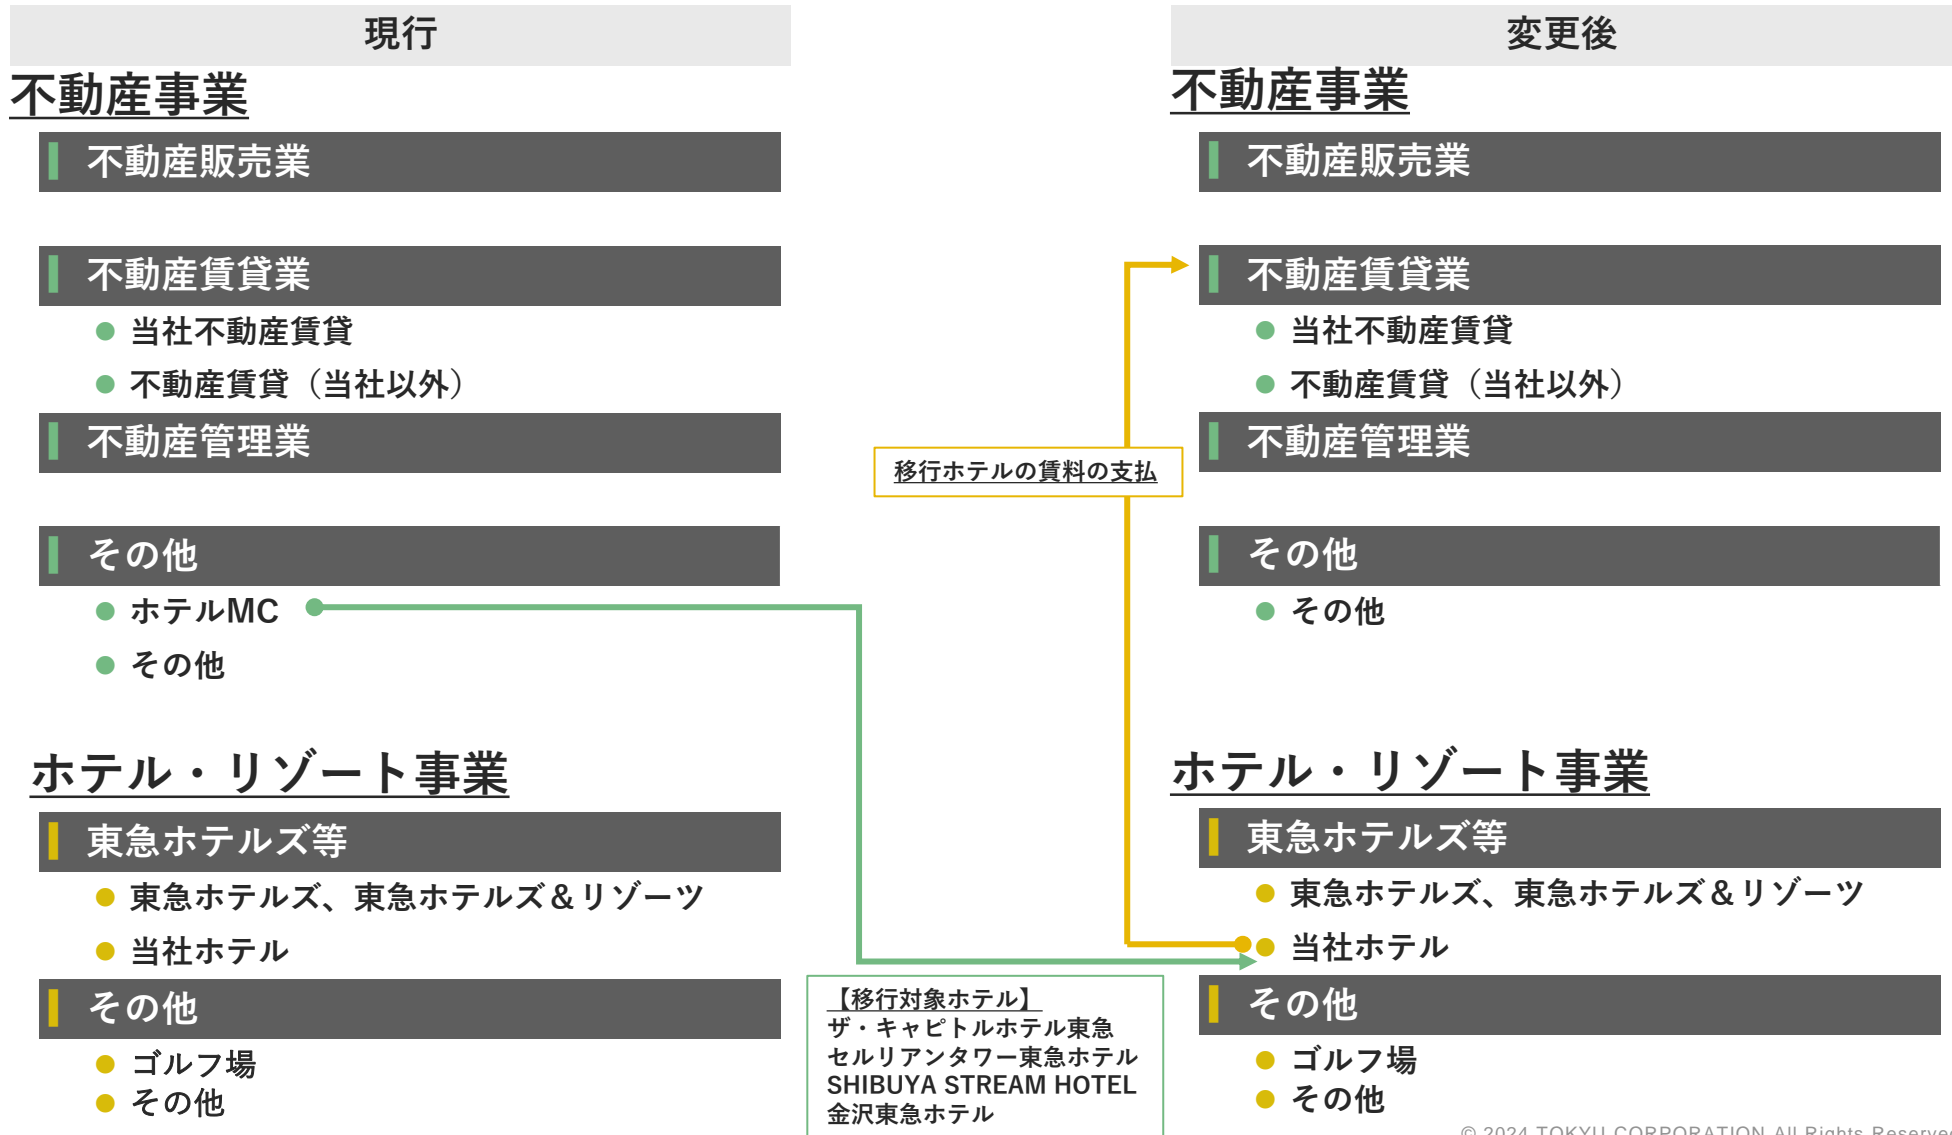 現行
不動産事業
不動産販売業
不動産賃貸業
当社不動産賃貸
不動産賃貸（当社以外）
不動産管理業
その他
ホテルMC
その他
ホテル・リゾート事業
東急ホテルズ等
東急ホテルズ、東急ホテルズ＆リゾーツ
当社ホテル
その他
ゴルフ場
その他
移行ホテルの賃料の支払
【移行対象ホテル】
ザ・キャピトルホテル東急
セルリアンタワー東急ホテル
SHIBUYA STREAM HOTEL
金沢東急ホテル
変更後
不動産事業
不動産販売業
不動産賃貸業
当社不動産賃貸
不動産賃貸（当社以外）
不動産管理業
その他
その他
ホテル・リゾート事業
東急ホテルズ等
東急ホテルズ、東急ホテルズ＆リゾーツ
当社ホテル
その他
ゴルフ場
その他
© 2024 TOKYU CORPORATION All Rights Reserved